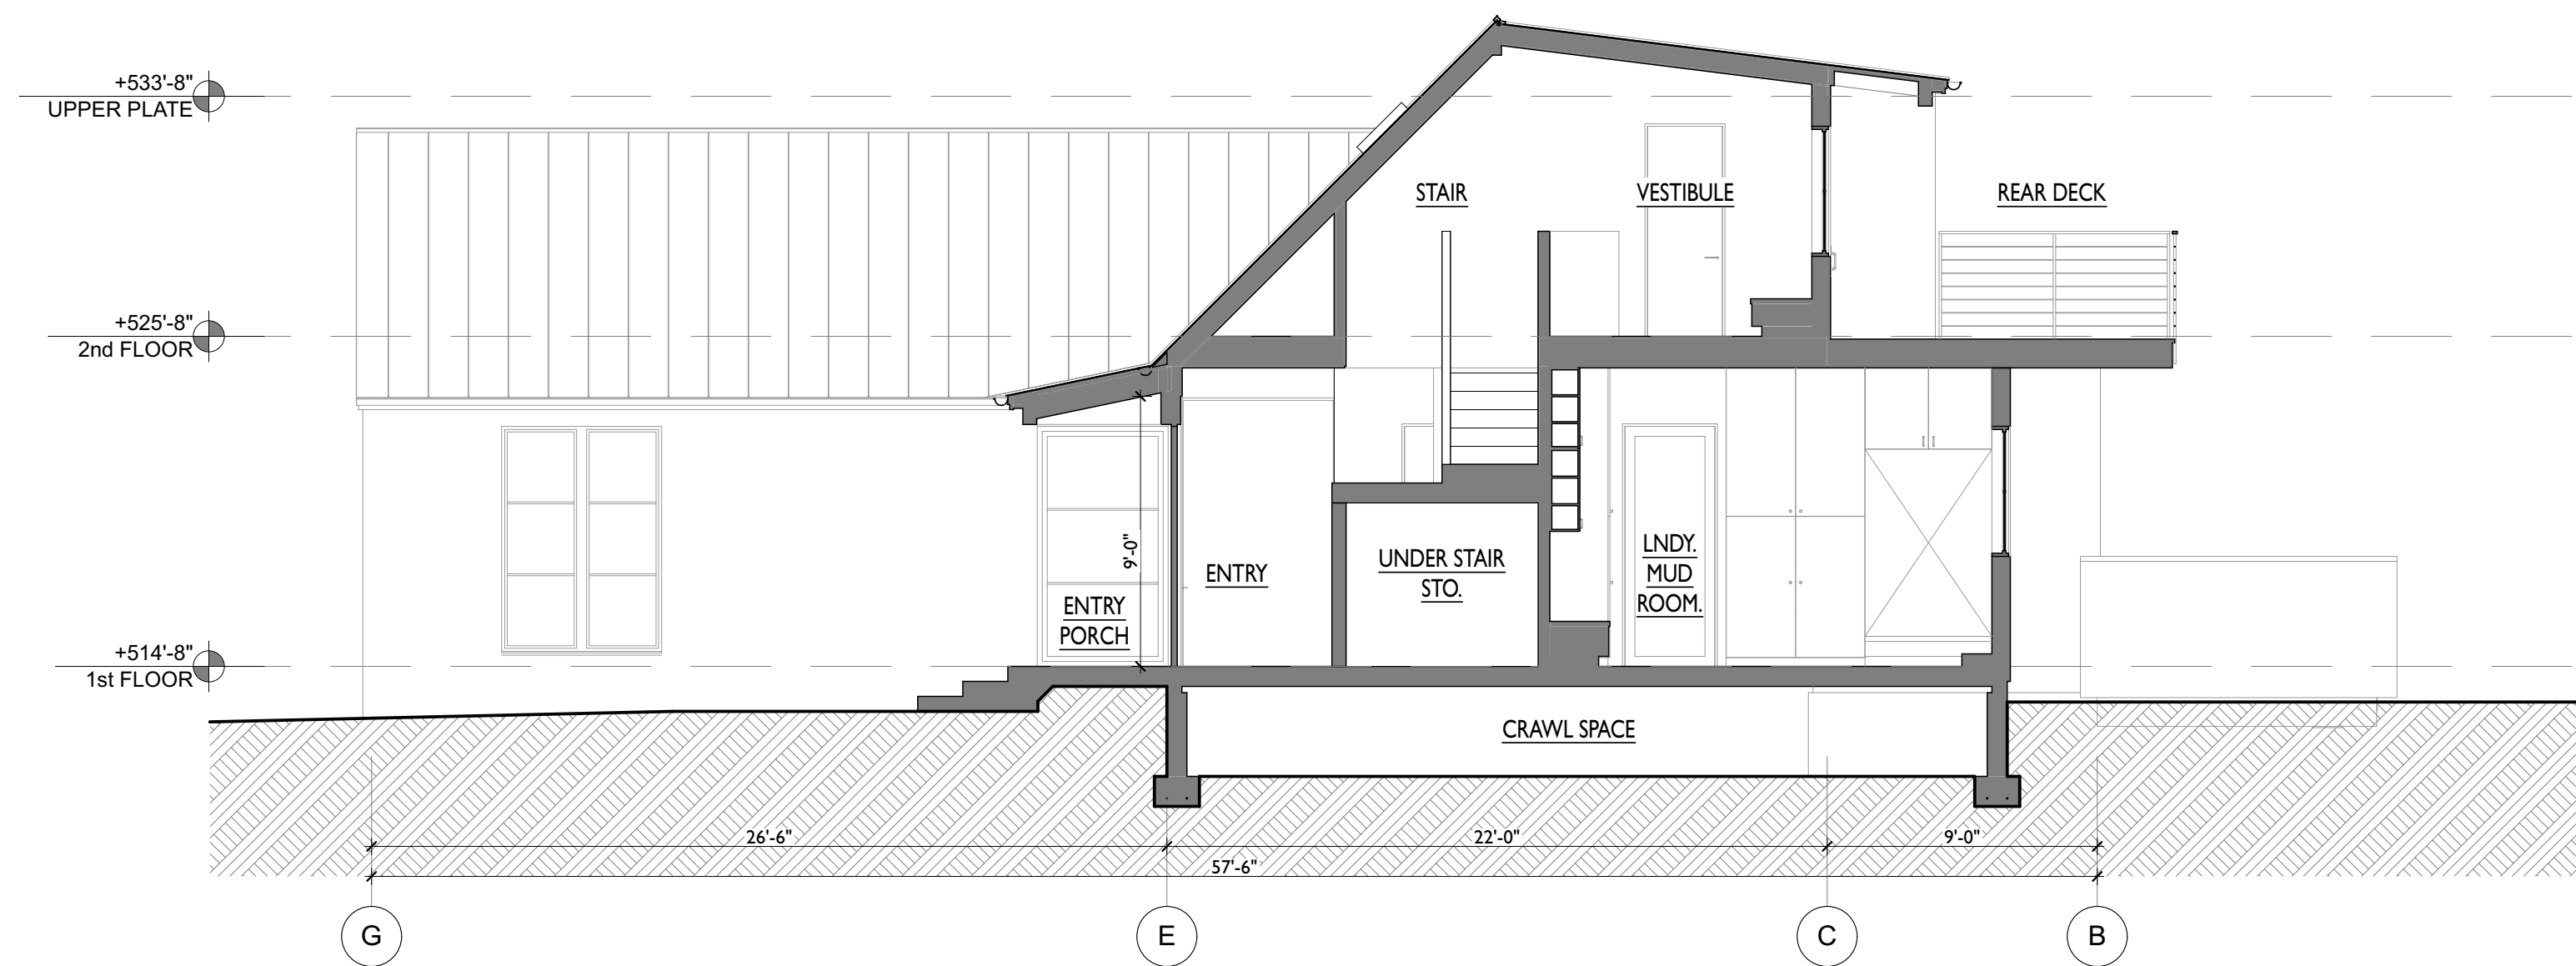 +533'-8"
UPPER PLATE
STAIR
VESTIBULE
REAR DECK
+525'-8"
2nd FLOOR
9'-0"
ENTRY
PORCH
ENTRY
UNDER STAIR
STO.
LNDY.
MUD
ROOM.
+514'-8"
1st FLOOR
CRAWL SPACE
26'-6"
22'-0"
9'-0"
57'-6"
G
E
C
B